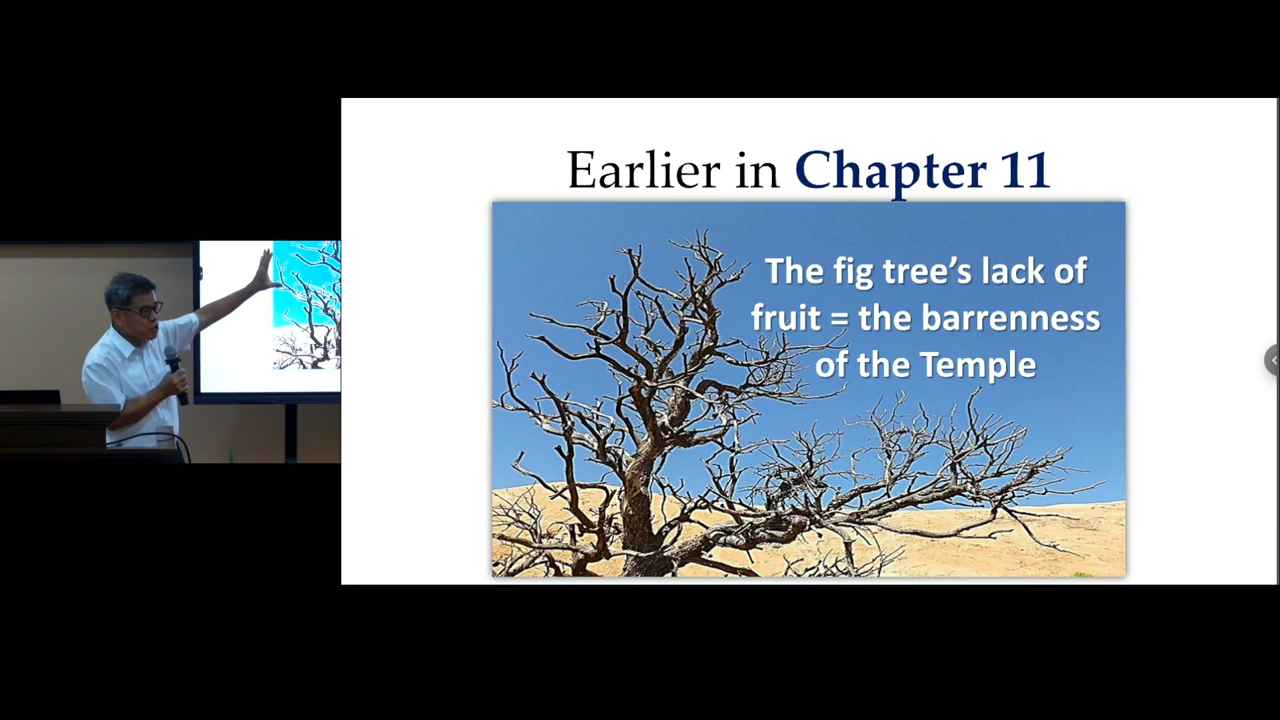 Earlier in Chapter 11
The fig tree’s lack of
fruit = the barrenness
of the Temple